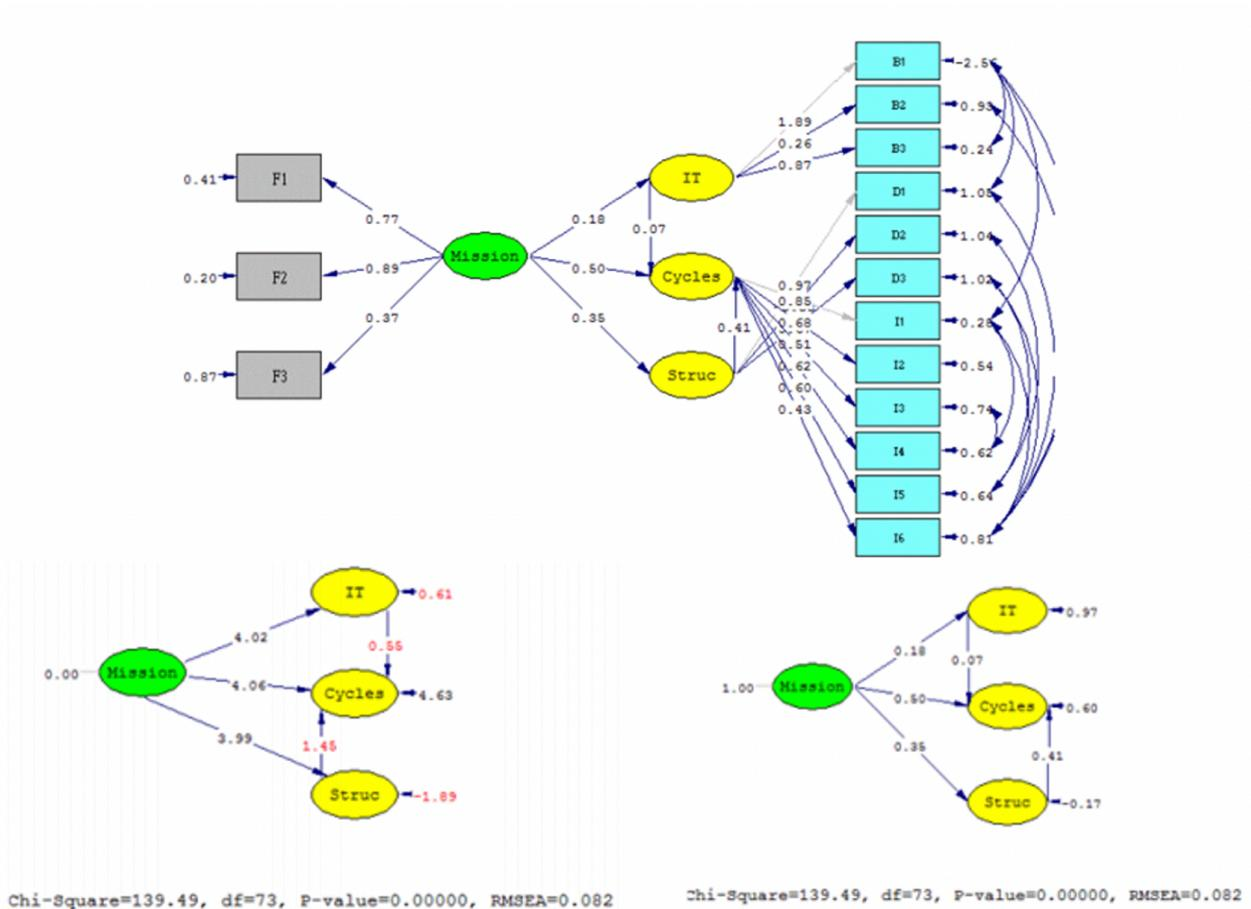 B1
-2.5
B2
0.93
1.89
0.26
0.87
B3
0.24
0.41
F1
IT
D1
1.05
0.77
0.18
0.07
D2
1.04
Mission
0.20
F2
0.89
0.50
Cycles
D3
1.02
0.97
0.85
0.37
0.35
0.41
0.68
I1
0.28
0.51
0.62
I2
0.54
0.87
F3
Struc
0.60
0.43
I3
0.74
I4
0.62
I5
0.64
I6
0.81
IT
0.61
4.02
0.55
0.00
Mission
4.06
Cycles
4.63
3.99
1.45
Struc
-1.89
Chi-Square=139.49, df=73, P-value=0.00000, RMSEA=0.082
IT
0.97
0.18
0.07
1.00
Mission
0.50
Cycles
0.60
0.35
0.41
Struc
-0.17
Chi-Square=139.49, df=73, P-value=0.00000, RMSEA=0.082